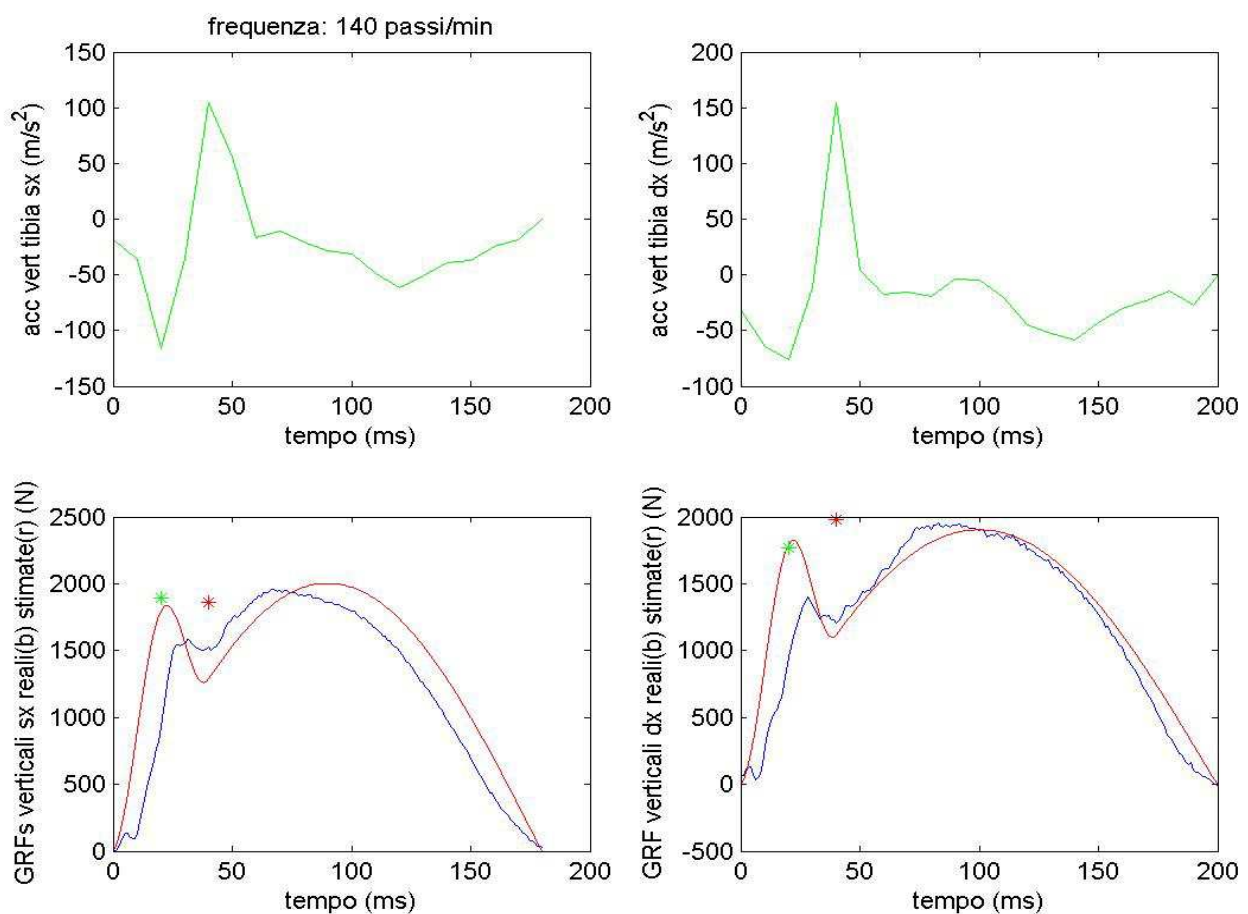 frequenza: 140 passi/min
acc vert tibia sx (m/s²)
150
100
50
0
-50
-100
-150
0 50 100 150 200
tempo (ms)
acc vert tibia dx (m/s²)
200
150
100
50
0
-50
-100
0 50 100 150 200
tempo (ms)
GRFs verticali sx reali(b) stimate(r) (N)
2500
2000
1500
1000
500
0
0 50 100 150 200
tempo (ms)
GRF verticali dx reali(b) stimate(r) (N)
2000
1500
1000
500
0
-500
0 50 100 150 200
tempo (ms)